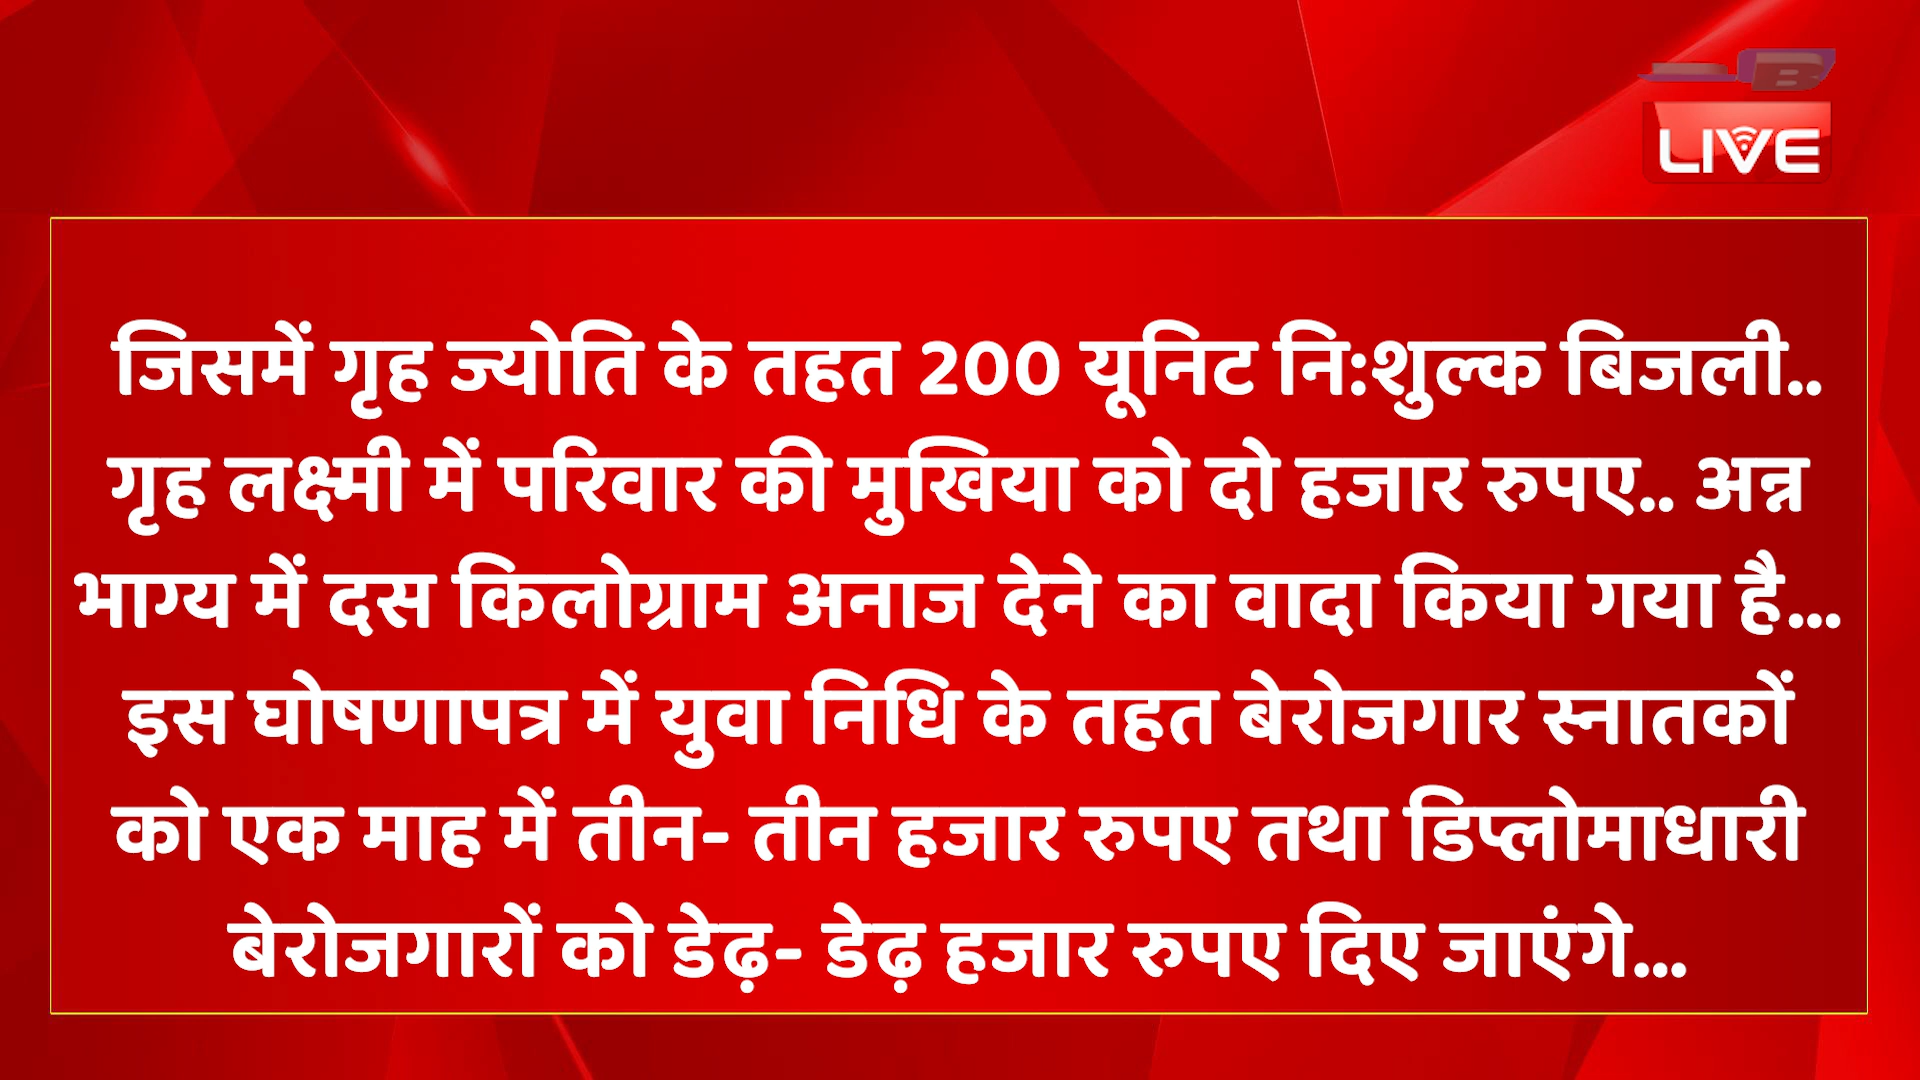 B
LIVE
जिसमें गृह ज्योति के तहत 200 यूनिट नि:शुल्क बिजली..
गृह लक्ष्मी में परिवार की मुखिया को दो हजार रुपए.. अन्न
भाग्य में दस किलोग्राम अनाज देने का वादा किया गया है...
इस घोषणापत्र में युवा निधि के तहत बेरोजगार स्नातकों
को एक माह में तीन- तीन हजार रुपए तथा डिप्लोमाधारी
बेरोजगारों को डेढ़- डेढ़ हजार रुपए दिए जाएंगे...